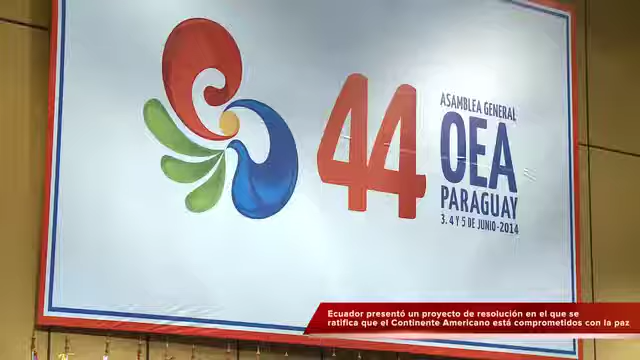 44
ASAMBLEA GENERAL
OEA
PARAGUAY
3, 4 Y 5 DE JUNIO-2014
Ecuador presentó un proyecto de resolución en el que se
ratifica que el Continente Americano está comprometidos con la paz